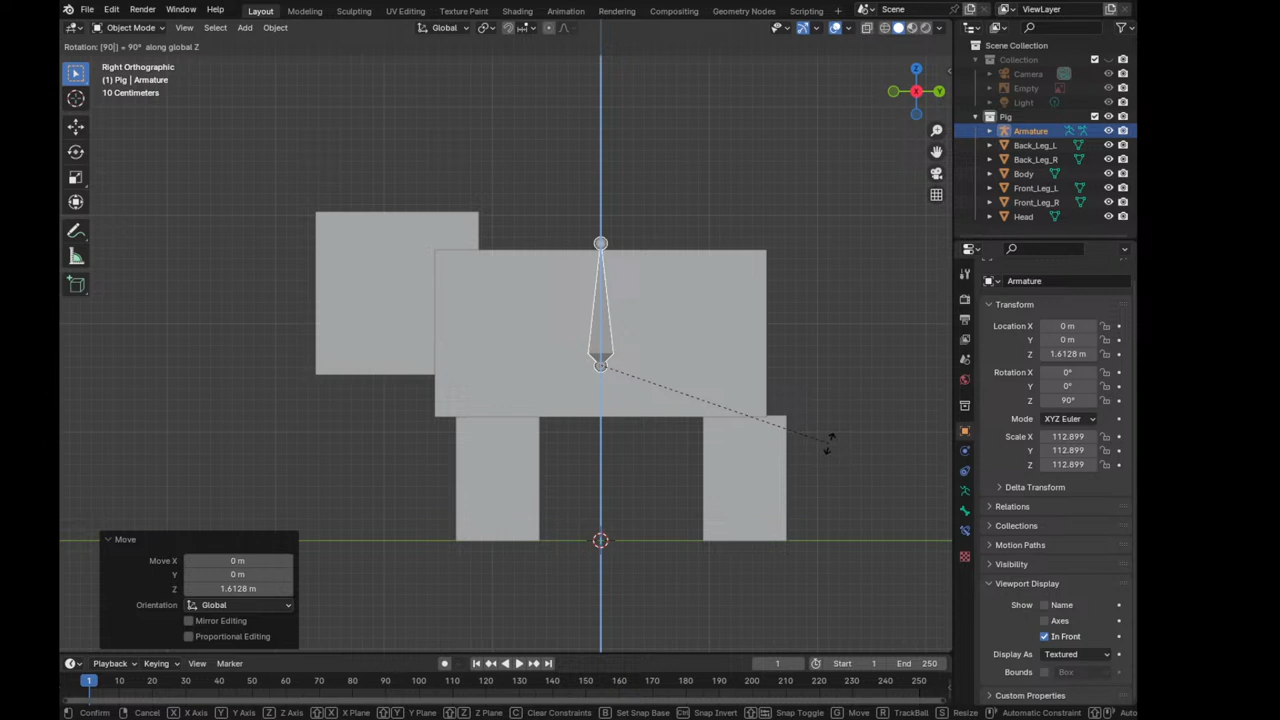 File Edit Render Window Help Layout Modeling Sculpting UV Editing Texture Paint Shading Animation Rendering Compositing Geometry Nodes Scripting Scene ViewLayer
Object Mode View Select Add Object Global
Rotation: [90|] = 90° along global Z
Right Orthographic
(1) Pig | Armature
10 Centimeters
Z
Y
Scene Collection
Collection
Camera
Empty
Light
Pig
Armature
Back_Leg_L
Back_Leg_R
Body
Front_Leg_L
Front_Leg_R
Head
Armature
Transform
Location X 0 m
Y 0 m
Z 1.6128 m
Rotation X 0°
Y 0°
Z 90°
Mode XYZ Euler
Scale X 112.899
Y 112.899
Z 112.899
Delta Transform
Relations
Collections
Motion Paths
Visibility
Viewport Display
Show Name
Axes
In Front
Display As Textured
Bounds Box
Custom Properties
Move
Move X 0 m
Y 0 m
Z 1.6128 m
Orientation Global
Mirror Editing
Proportional Editing
Playback Keying View Marker 1 Start 1 End 250
1 10 20 30 40 50 60 70 80 90 100 110 120 130 140 150 160 170 180 190 200 210 220 230 240 250
Confirm Cancel X X Axis Y Y Axis Z Z Axis X X Plane Y Y Plane Z Z Plane C Clear Constraints B Set Snap Base Ctrl Snap Invert Snap Toggle G Move R TrackBall S Resize Automatic Constraint Auto